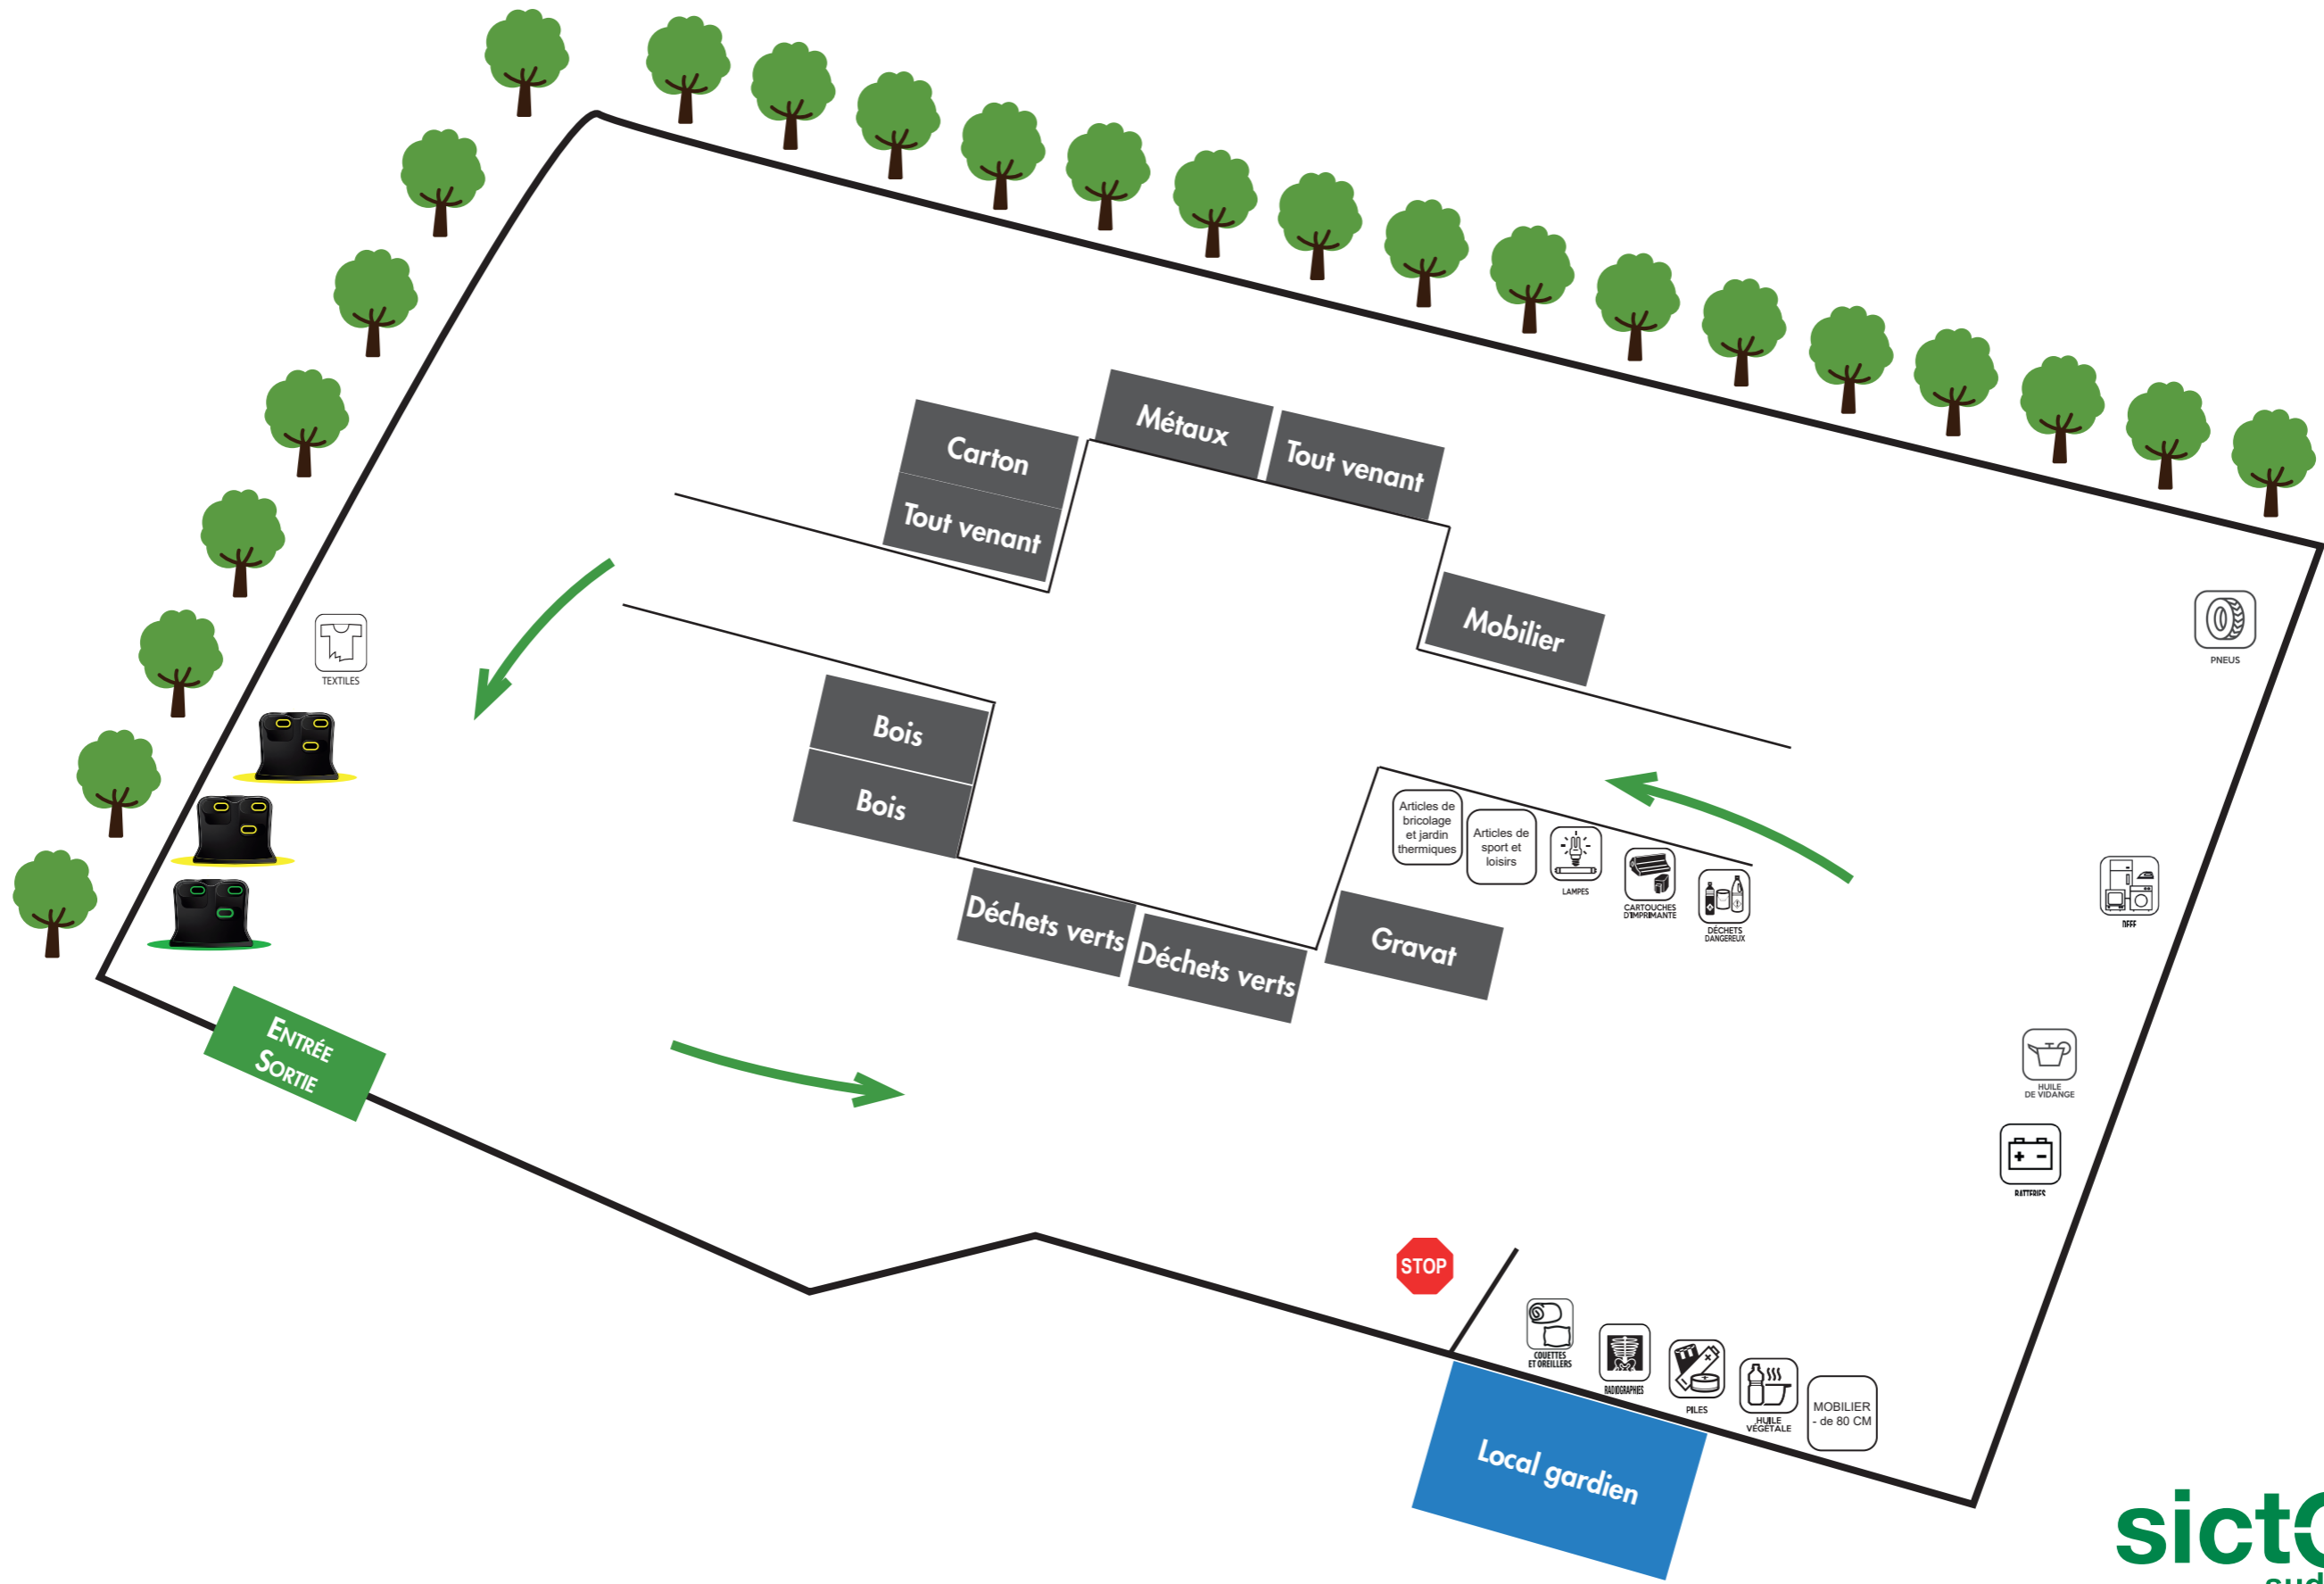 Métaux
Carton
Tout venant
Tout venant
Mobilier
TEXTILES
PNEUS
Bois
Bois
Articles de
bricolage
et jardin
thermiques
Articles de
sport et
loisirs
LAMPES
CARTOUCHES
D'IMPRIMANTE
DÉCHETS
DANGEREUX
DEEE
Déchets verts
Déchets verts
Gravat
ENTRÉE
SORTIE
HUILE
DE VIDANGE
BATTERIES
STOP
COUETTES
ET OREILLERS
RADIOGRAPHIES
PILES
HUILE
VÉGÉTALE
MOBILIER
- de 80 CM
Local gardien
sict
sud